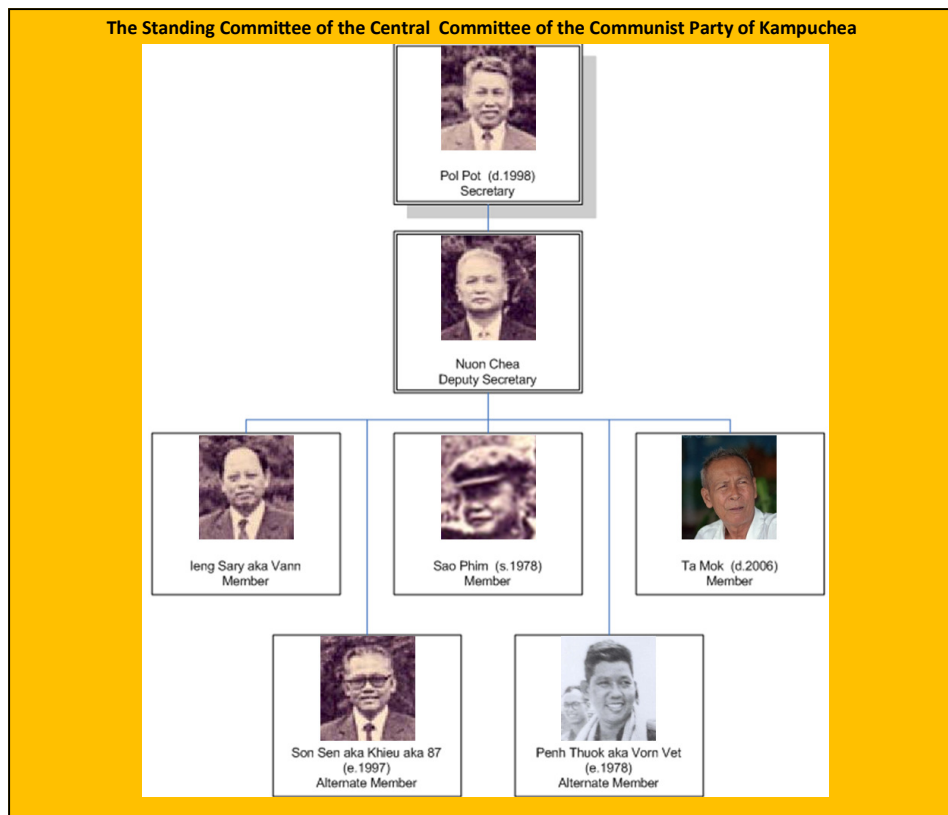 The Standing Committee of the Central Committee of the Communist Party of Kampuchea
Pol Pot (d.1998)
Secretary
Nuon Chea
Deputy Secretary
Ieng Sary aka Vann
Member
Sao Phim (s.1978)
Member
Ta Mok (d.2006)
Member
Son Sen aka Khieu aka 87
(e.1997)
Alternate Member
Penh Thuok aka Vorn Vet
(e.1978)
Alternate Member